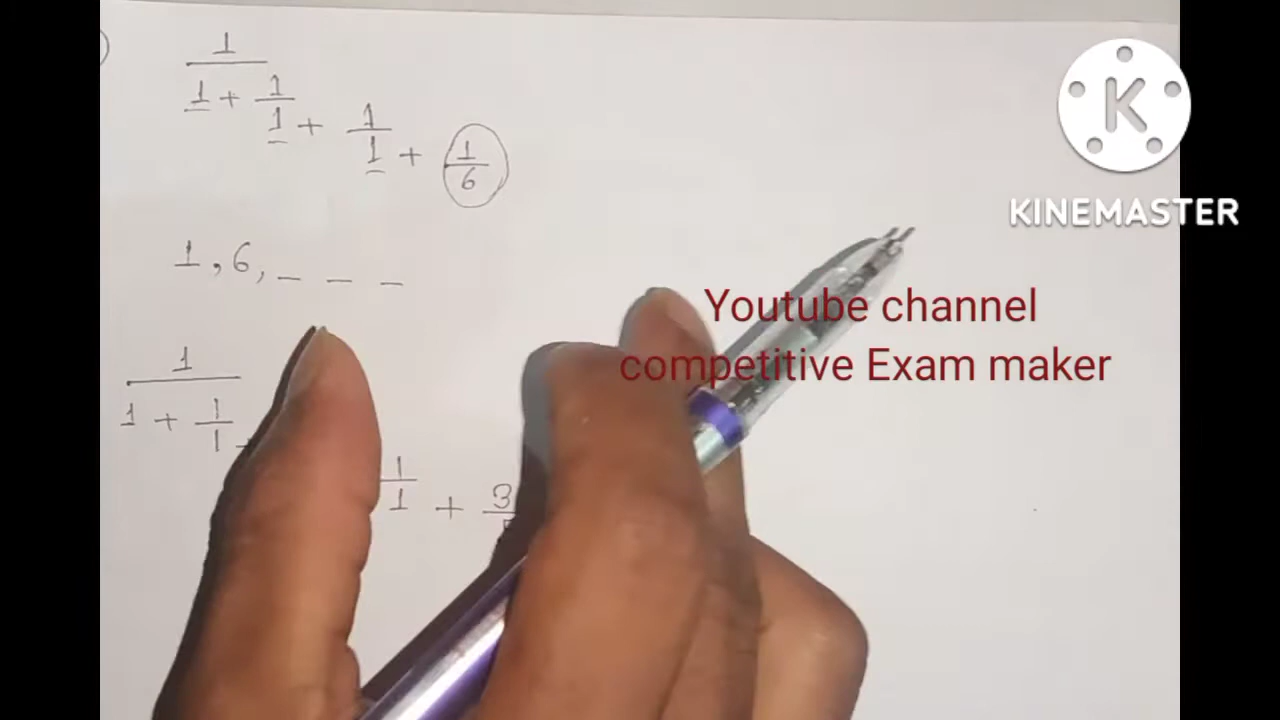 1
1 + 1
1 + 1
1 + 1
6
1, 6, _ _ _
1
1 + 1
1
1
1 + 3
KINEMASTER
Youtube channel
competitive Exam maker